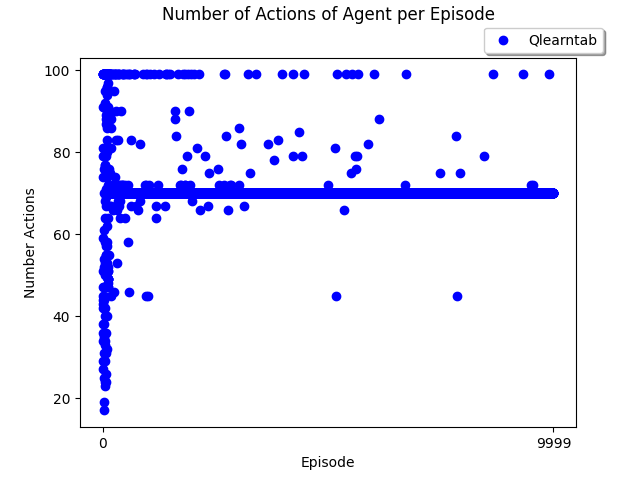 Number of Actions of Agent per Episode
Qlearntab
100
80
60
40
20
Number Actions
0
9999
Episode